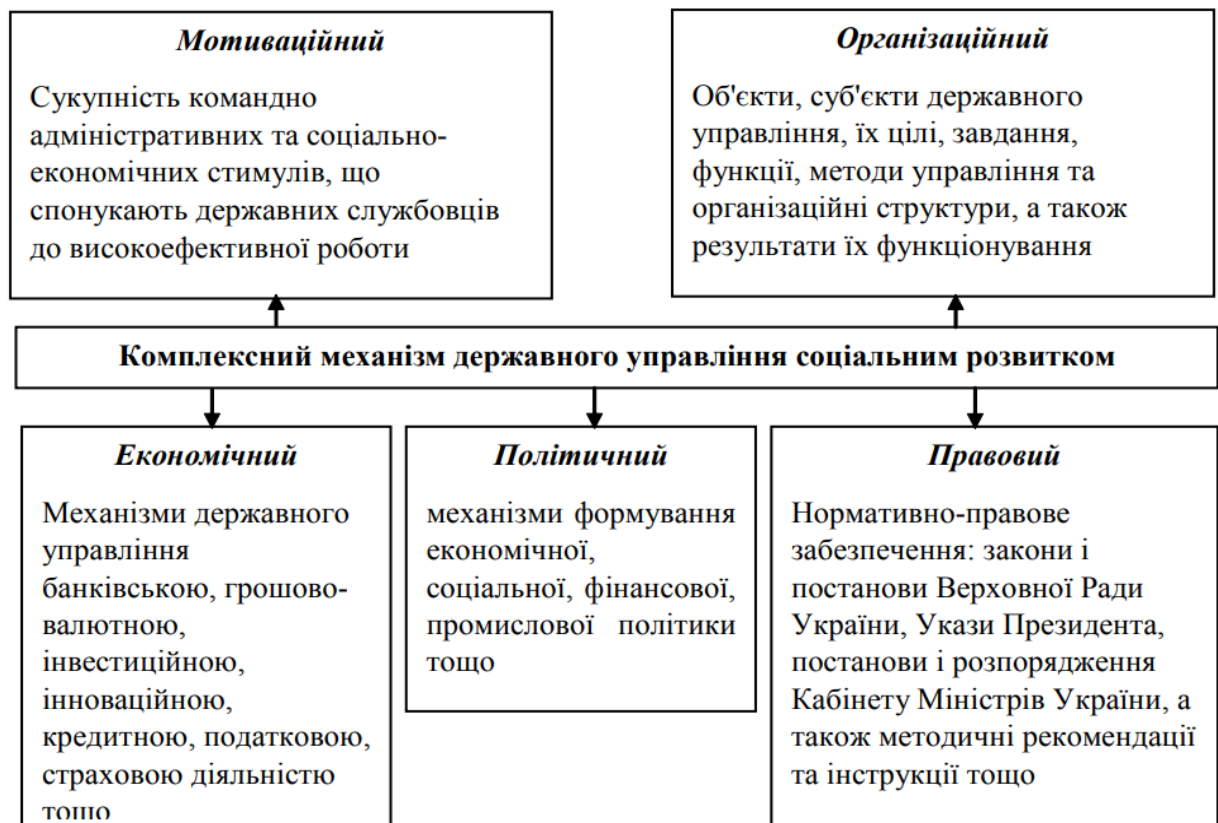 Мотиваційний
Сукупність командно
адміністративних та соціально-
економічних стимулів, що
спонукають державних службовців
до високоефективної роботи
Організаційний
Об'єкти, суб'єкти державного
управління, їх цілі, завдання,
функції, методи управління та
організаційні структури, а також
результати їх функціонування
Комплексний механізм державного управління соціальним розвитком
Економічний
Механізми державного
управління
банківською, грошово-
валютною,
інвестиційною,
інноваційною,
кредитною, податковою,
страховою діяльністю
тощо
Політичний
механізми формування
економічної,
соціальної, фінансової,
промислової політики
тощо
Правовий
Нормативно-правове
забезпечення: закони і
постанови Верховної Ради
України, Укази Президента,
постанови і розпорядження
Кабінету Міністрів України, а
також методичні рекомендації
та інструкції тощо